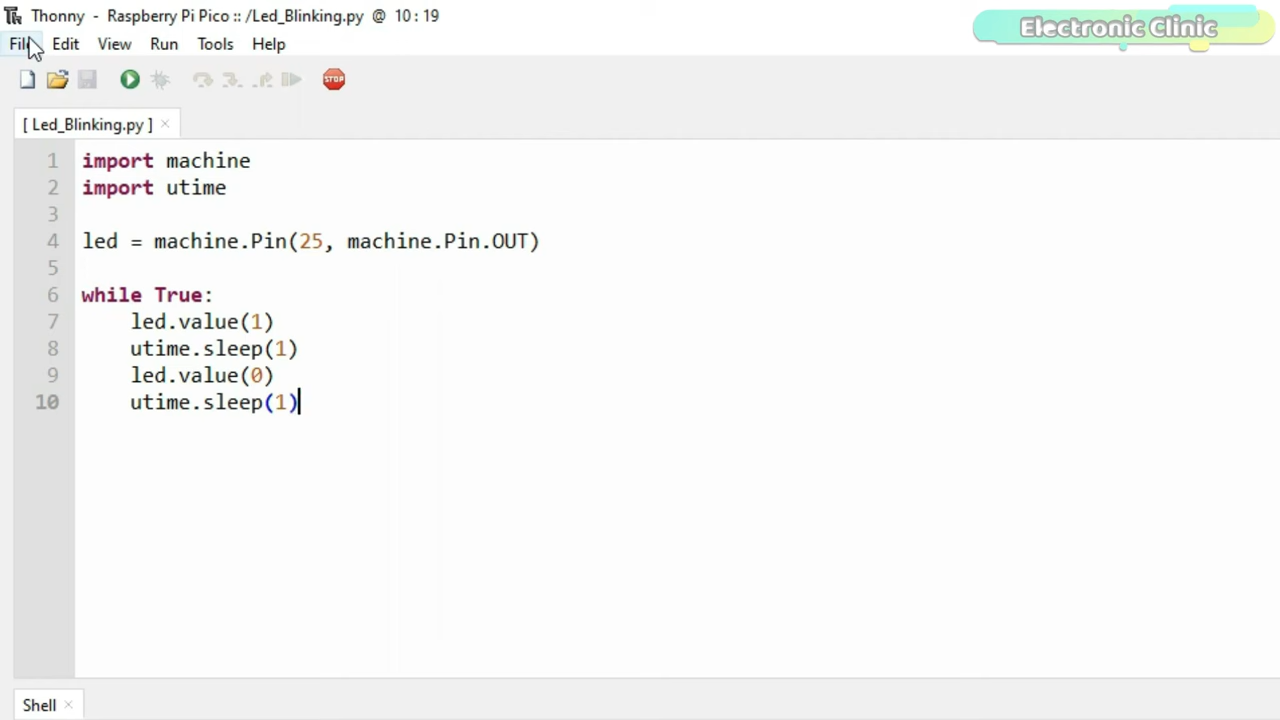 Thonny - Raspberry Pi Pico :: /Led_Blinking.py @ 10 : 19
Electronic Clinic
File Edit View Run Tools Help
STOP
[ Led_Blinking.py ] ×
1 import machine
2 import utime
3
4 led = machine.Pin(25, machine.Pin.OUT)
5
6 while True:
7 led.value(1)
8 utime.sleep(1)
9 led.value(0)
10 utime.sleep(1)
Shell ×